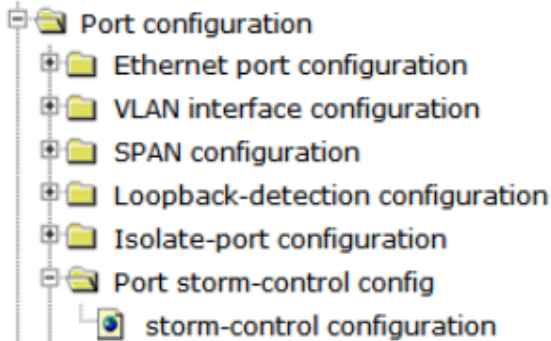 Port configuration
Ethernet port configuration
VLAN interface configuration
SPAN configuration
Loopback-detection configuration
Isolate-port configuration
Port storm-control config
storm-control configuration